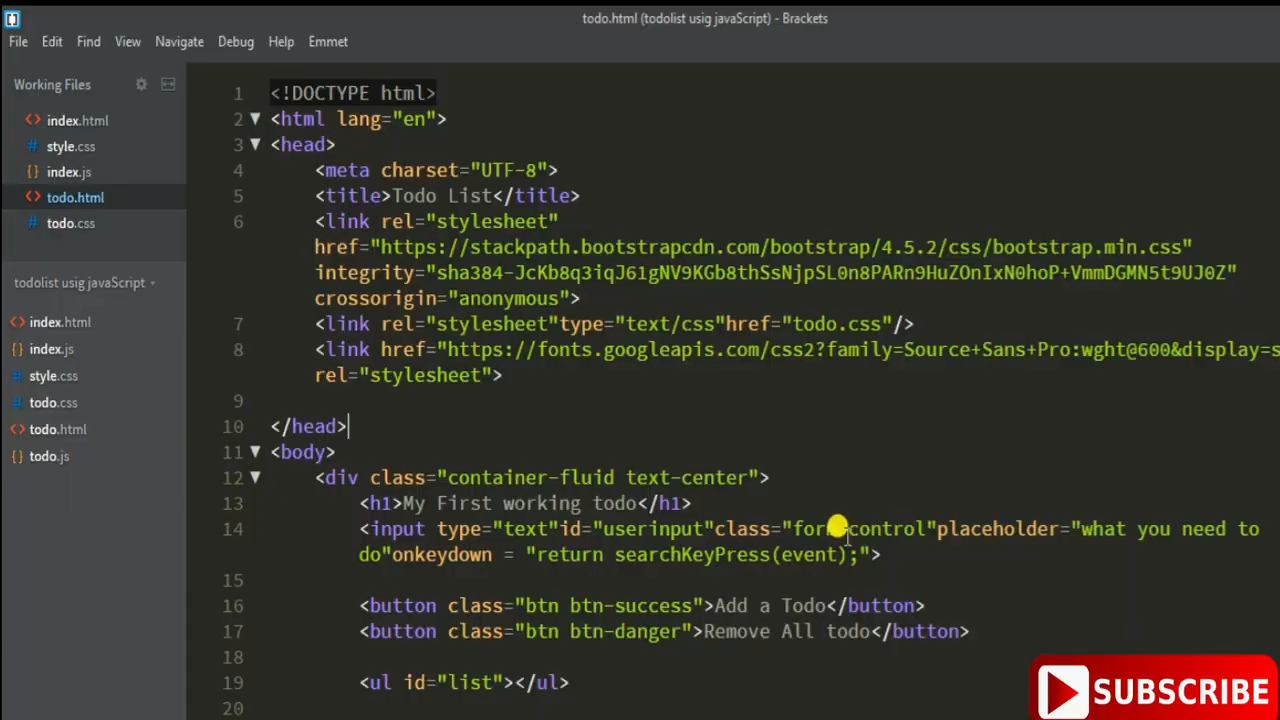 todo.html (todolist usig javaScript) - Brackets
File Edit Find View Navigate Debug Help Emmet
Working Files
index.html
style.css
index.js
todo.html
todo.css
todolist usig javaScript
index.html
index.js
style.css
todo.css
todo.html
todo.js
1 <!DOCTYPE html>
2 <html lang="en">
3 <head>
4 <meta charset="UTF-8">
5 <title>Todo List</title>
6 <link rel="stylesheet"
href="https://stackpath.bootstrapcdn.com/bootstrap/4.5.2/css/bootstrap.min.css"
integrity="sha384-JcKb8q3iqJ61gNV9KGb8thSsNjpSL0n8PARn9HuZOnIxN0hoP+VmmDGMN5t9UJ0Z"
crossorigin="anonymous">
7 <link rel="stylesheet"type="text/css"href="todo.css"/>
8 <link href="https://fonts.googleapis.com/css2?family=Source+Sans+Pro:wght@600&display=s
rel="stylesheet">
9
10 </head>
11 <body>
12 <div class="container-fluid text-center">
13 <h1>My First working todo</h1>
14 <input type="text"id="userinput"class="form-control"placeholder="what you need to
do"onkeydown = "return searchKeyPress(event);">
15
16 <button class="btn btn-success">Add a Todo</button>
17 <button class="btn btn-danger">Remove All todo</button>
18
19 <ul id="list"></ul>
20
SUBSCRIBE